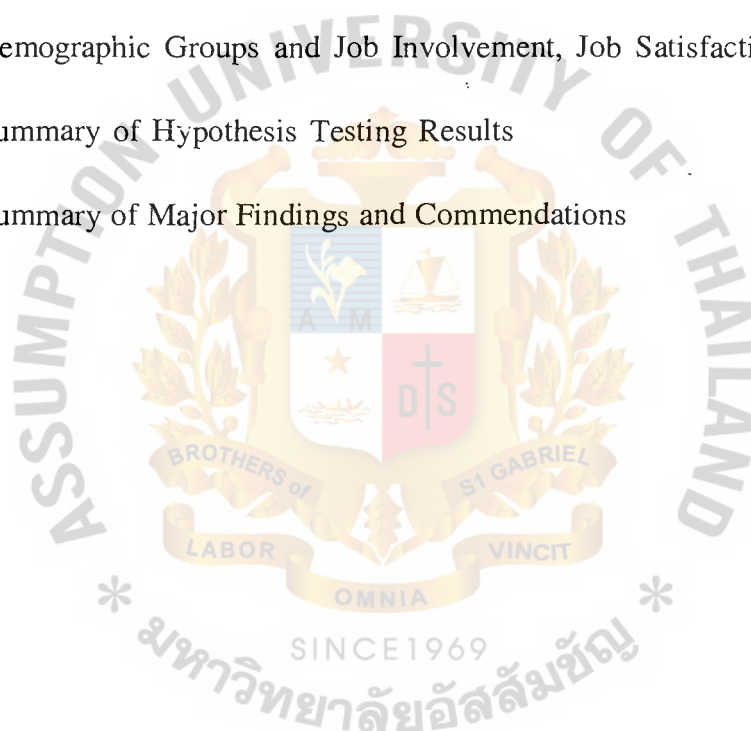 emographic Groups and Job Involvement, Job Satisfacti
ummary of Hypothesis Testing Results
ummary of Major Findings and Commendations
ASSUMPTION UNIVERSITY OF THAILAND
A M
D S
BROTHERS of
S1 GABRIEL
LABOR
VINCIT
OMNIA
SINCE1969
* มหาวิทยาลัยอัสสัมชัญ *